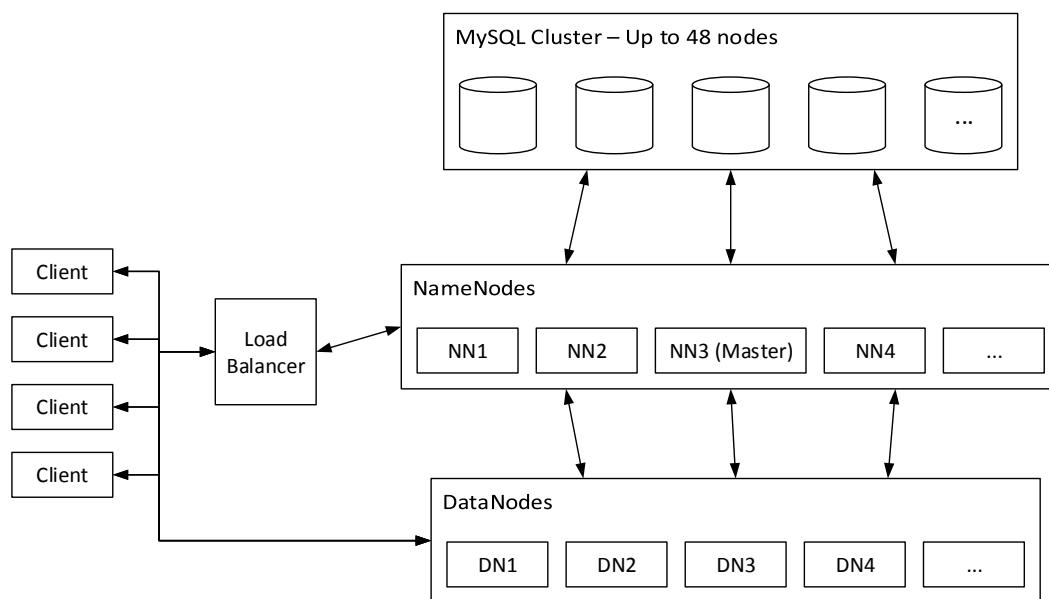 MySQL Cluster – Up to 48 nodes
...
Client
Client
Client
Client
Load
Balancer
NameNodes
NN1
NN2
NN3 (Master)
NN4
...
DataNodes
DN1
DN2
DN3
DN4
...